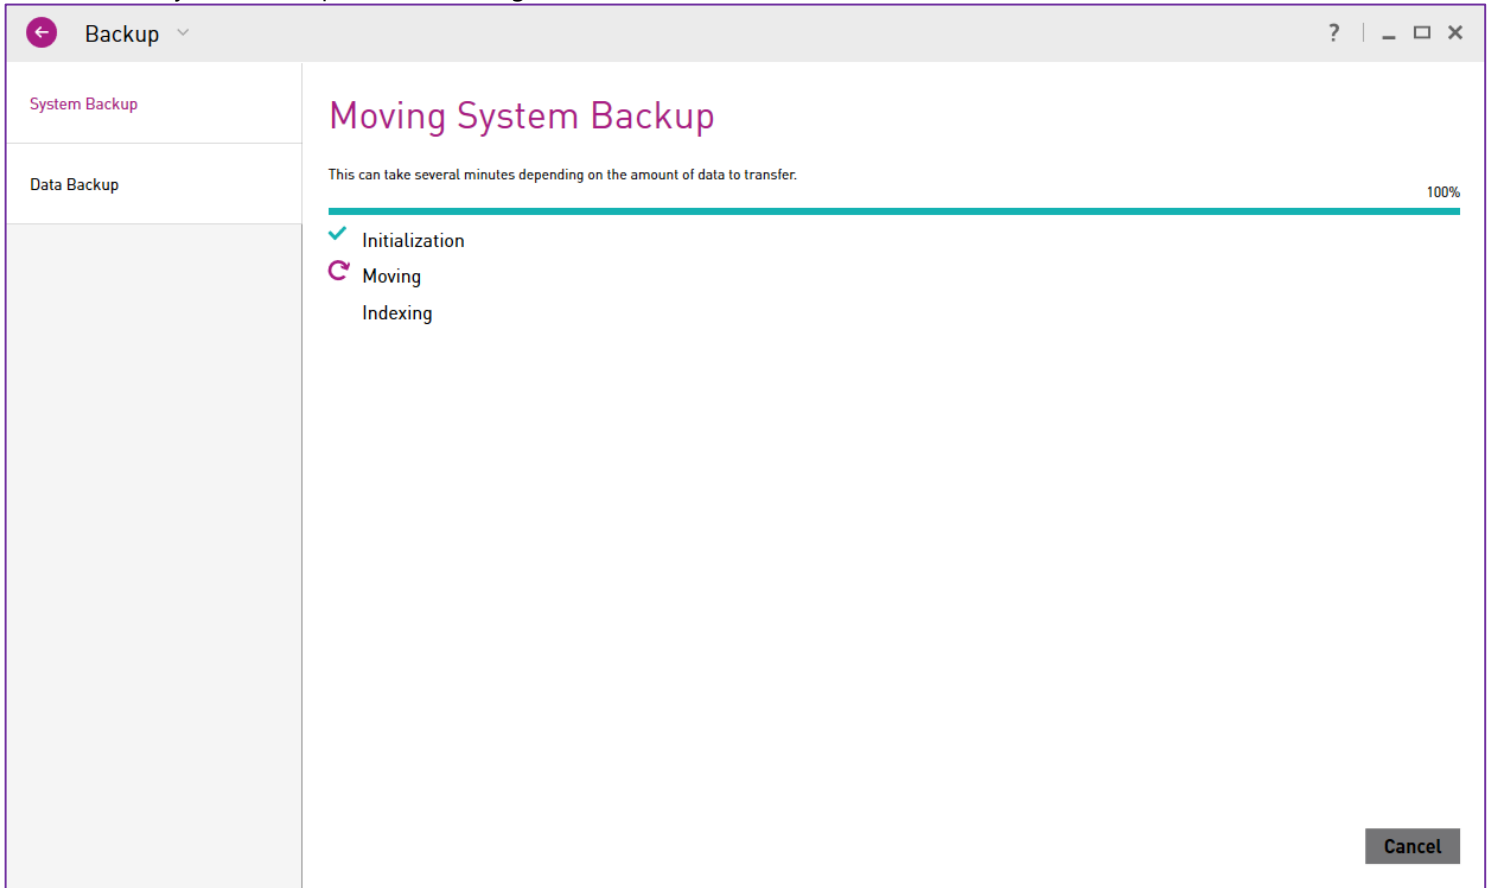 Backup
?
System Backup
Data Backup
Moving System Backup
This can take several minutes depending on the amount of data to transfer.
100%
Initialization
Moving
Indexing
Cancel